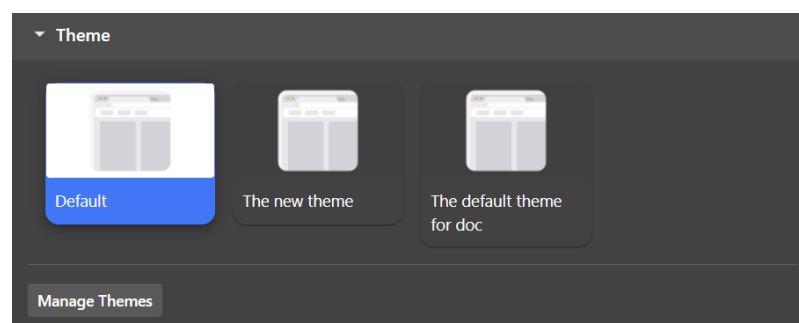 Theme
Default
The new theme
The default theme
for doc
Manage Themes